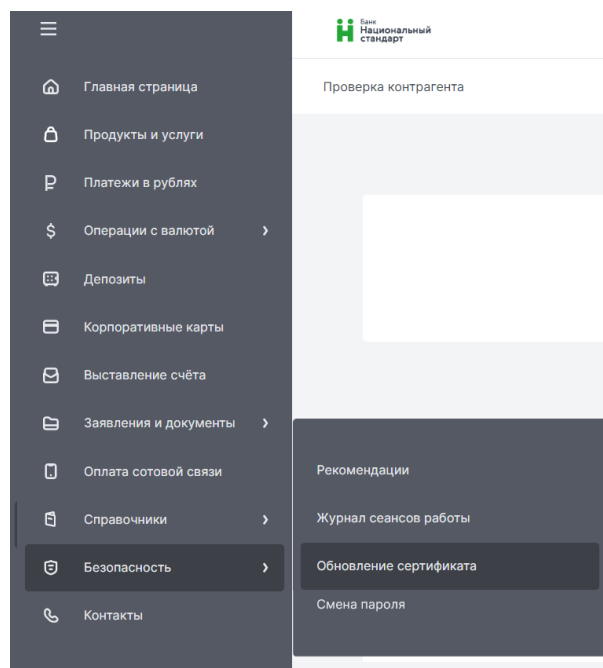 Банк
Национальный
стандарт
Главная страница
Проверка контрагента
Продукты и услуги
Платежи в рублях
Операции с валютой
Депозиты
Корпоративные карты
Выставление счёта
Заявления и документы
Оплата сотовой связи
Справочники
Безопасность
Контакты
Рекомендации
Журнал сеансов работы
Обновление сертификата
Смена пароля